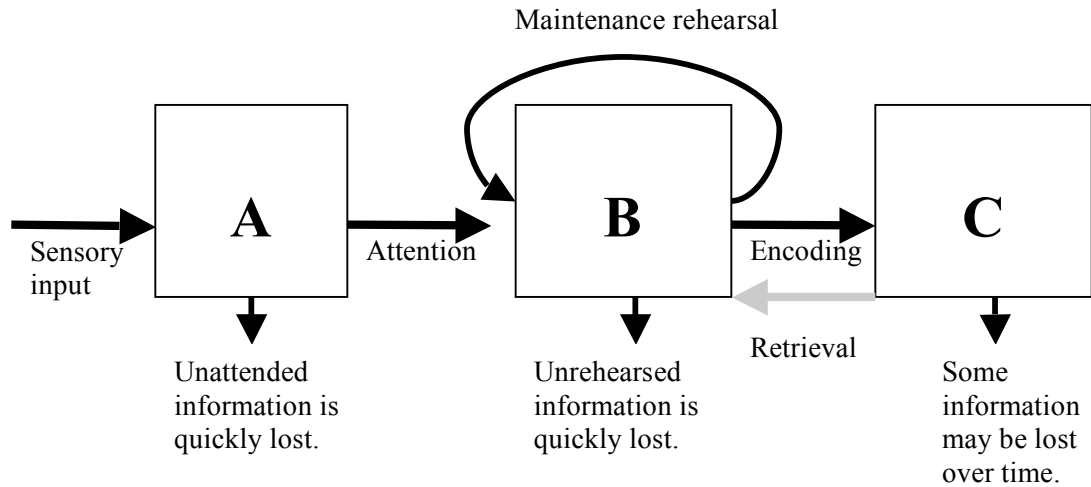 Maintenance rehearsal
A
B
C
Sensory
input
Attention
Encoding
Retrieval
Unattended
information is
quickly lost.
Unrehearsed
information is
quickly lost.
Some
information
may be lost
over time.